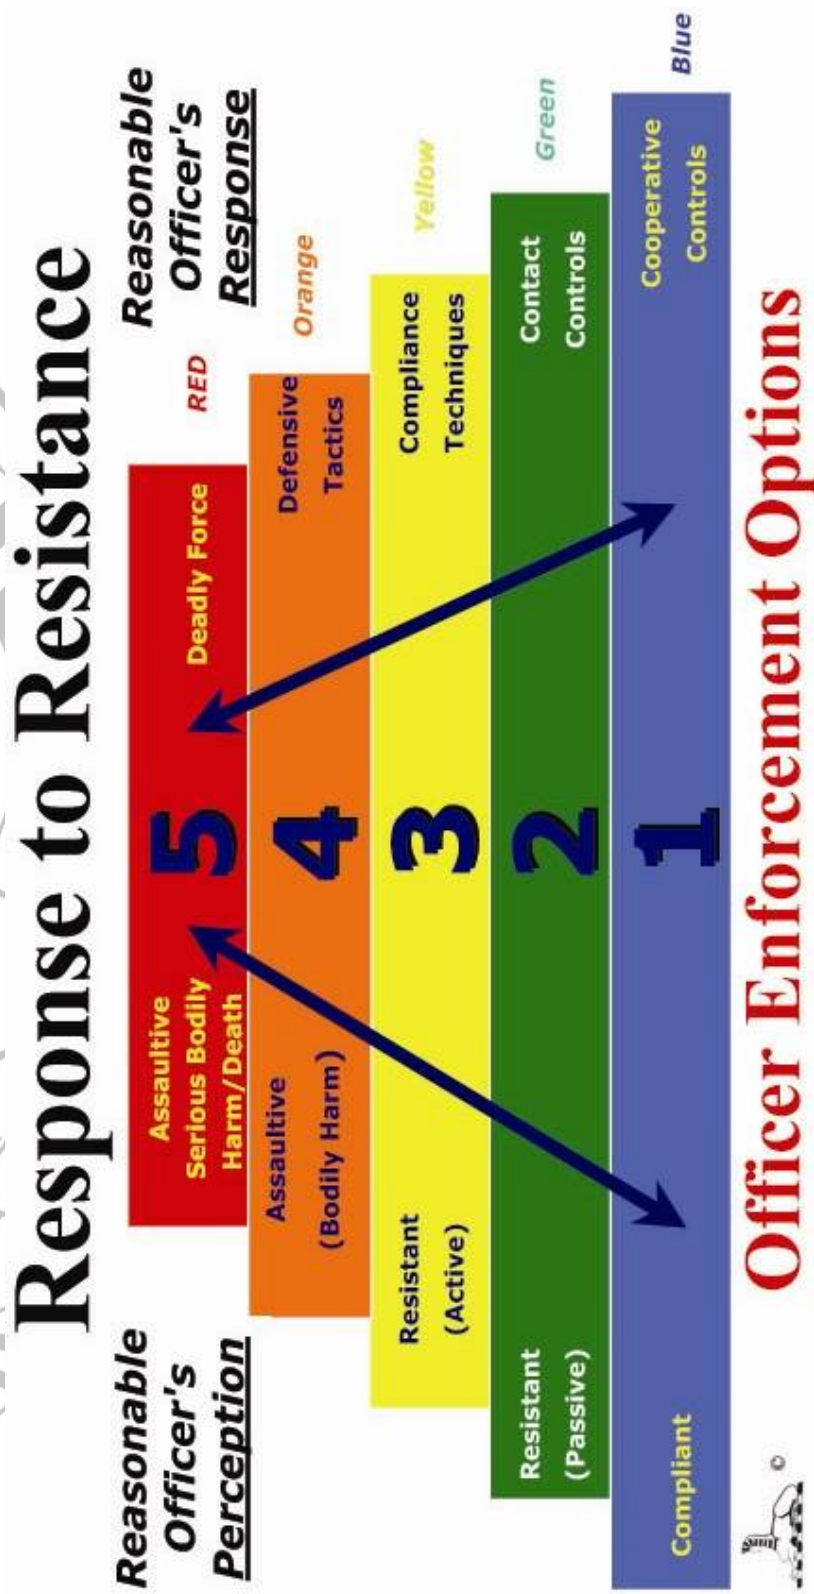 Response to Resistance
Reasonable
Officer's
Perception
Reasonable
Officer's
Response
Assaultive
Serious Bodily
Harm/Death
5
Deadly Force
RED
Assaultive
(Bodily Harm)
4
Defensive
Tactics
Orange
Resistant
(Active)
3
Compliance
Techniques
Yellow
Resistant
(Passive)
2
Contact
Controls
Green
Compliant
1
Cooperative
Controls
Blue
©
Officer Enforcement Options